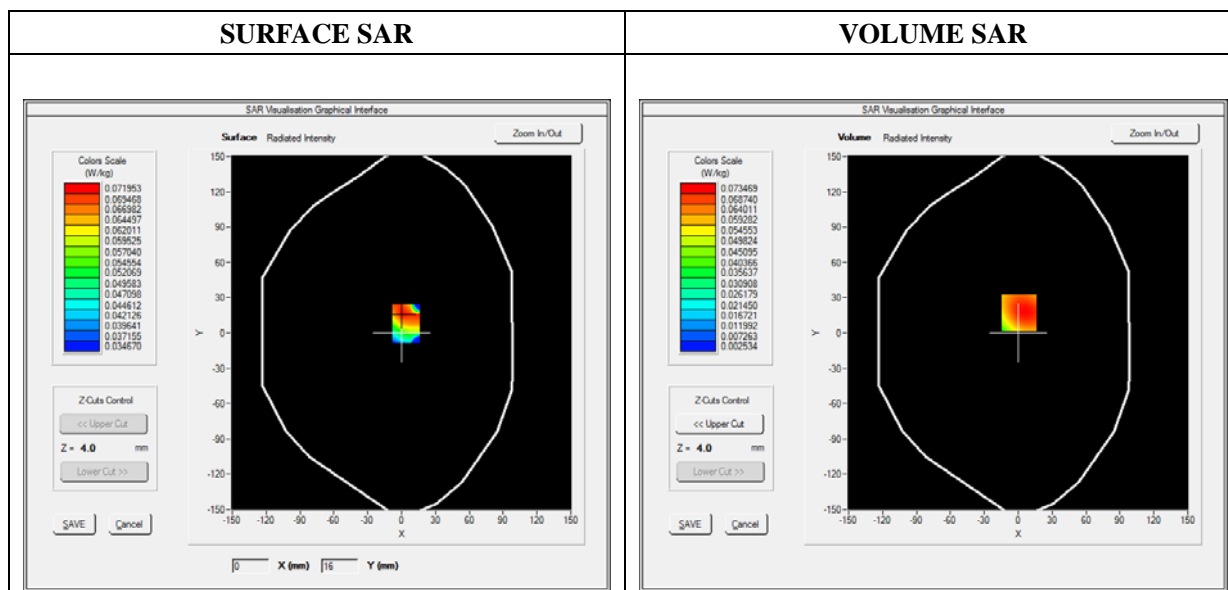 SURFACE SAR
VOLUME SAR
SAR Visualisation Graphical Interface
Surface Radiated Intensity
Zoom In/Out
Colors Scale
(W/kg)
0.071953
0.069468
0.066982
0.064497
0.062011
0.059525
0.057040
0.054554
0.052069
0.049583
0.047098
0.044612
0.042126
0.039641
0.037155
0.034670
Z-Cuts Control
<< Upper Cut
Z = 4.0 mm
Lower Cut >>
SAVE Cancel
150
120
90
60
30
0
-30
-60
-90
-120
-150
Y
-150 -120 -90 -60 -30 0 30 60 90 120 150
X
0 X (mm) 16 Y (mm)
SAR Visualisation Graphical Interface
Volume Radiated Intensity
Zoom In/Out
Colors Scale
(W/kg)
0.073469
0.068740
0.064011
0.059282
0.054553
0.049824
0.045095
0.040366
0.035637
0.030908
0.026179
0.021450
0.016721
0.011992
0.007263
0.002534
Z-Cuts Control
<< Upper Cut
Z = 4.0 mm
Lower Cut >>
SAVE Cancel
150
120
90
60
30
0
-30
-60
-90
-120
-150
Y
-150 -120 -90 -60 -30 0 30 60 90 120 150
X